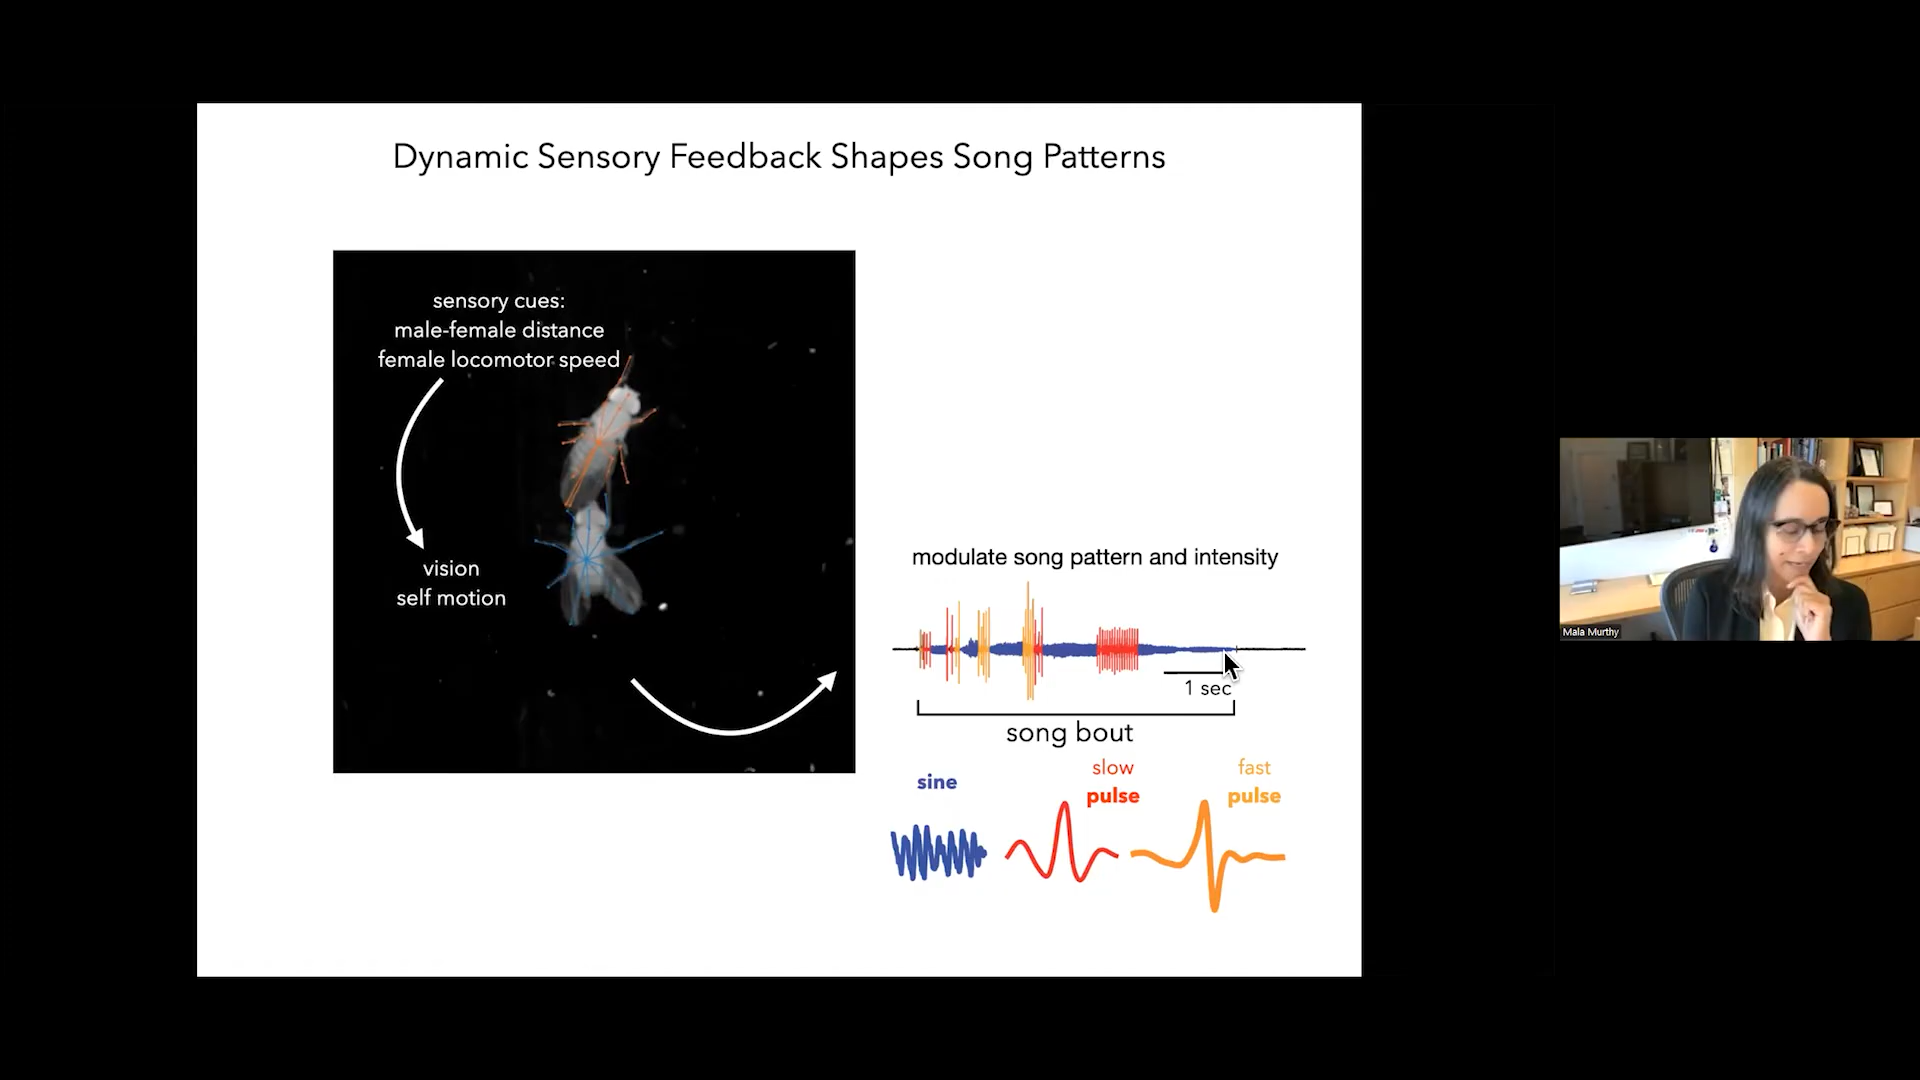 Dynamic Sensory Feedback Shapes Song Patterns
sensory cues:
male-female distance
female locomotor speed
vision
self motion
modulate song pattern and intensity
1 sec
song bout
sine
slow
pulse
fast
pulse
Mala Murthy